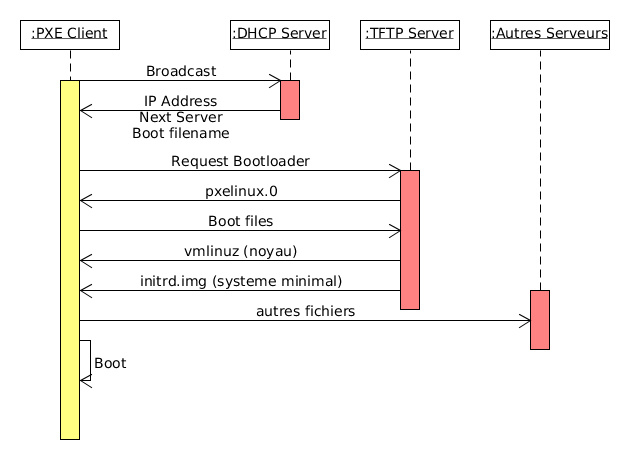 :PXE Client
:DHCP Server
:TFTP Server
:Autres Serveurs
Broadcast
IP Address
Next Server
Boot filename
Request Bootloader
pxelinux.0
Boot files
vmlinuz (noyau)
initrd.img (systeme minimal)
autres fichiers
Boot